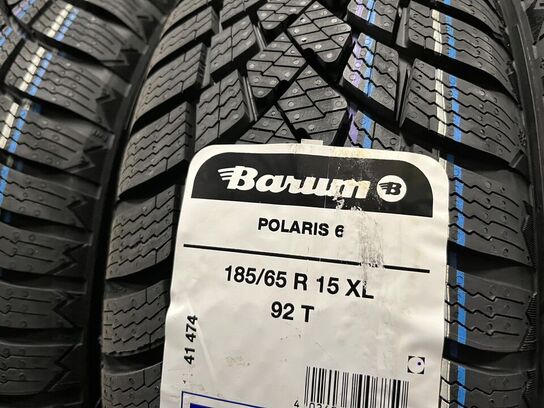 Barum B
POLARIS 6
185/65 R 15 XL
92 T
41 474